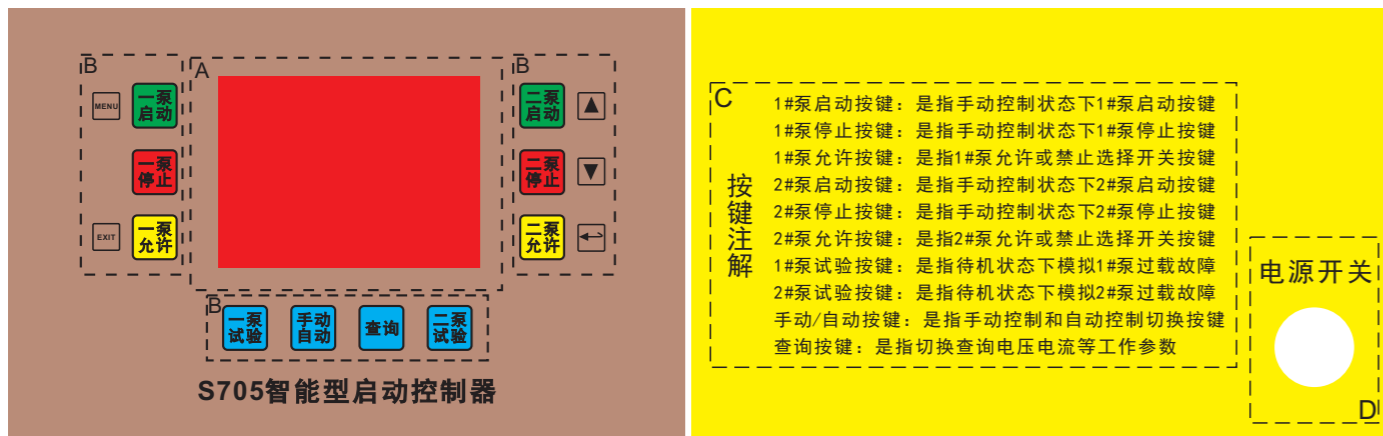 B
MENU
一泵
启动
一泵
停止
EXIT
一泵
允许
A
B
二泵
启动
▲
二泵
停止
▼
二泵
允许
B
一泵
试验
手动
自动
查询
二泵
试验
S705智能型启动控制器
C
按键注解
1#泵启动按键：是指手动控制状态下1#泵启动按键
1#泵停止按键：是指手动控制状态下1#泵停止按键
1#泵允许按键：是指1#泵允许或禁止选择开关按键
2#泵启动按键：是指手动控制状态下2#泵启动按键
2#泵停止按键：是指手动控制状态下2#泵停止按键
2#泵允许按键：是指2#泵允许或禁止选择开关按键
1#泵试验按键：是指待机状态下模拟1#泵过载故障
2#泵试验按键：是指待机状态下模拟2#泵过载故障
手动/自动按键：是指手动控制和自动控制切换按键
查询按键：是指切换查询电压电流等工作参数
电源开关
D